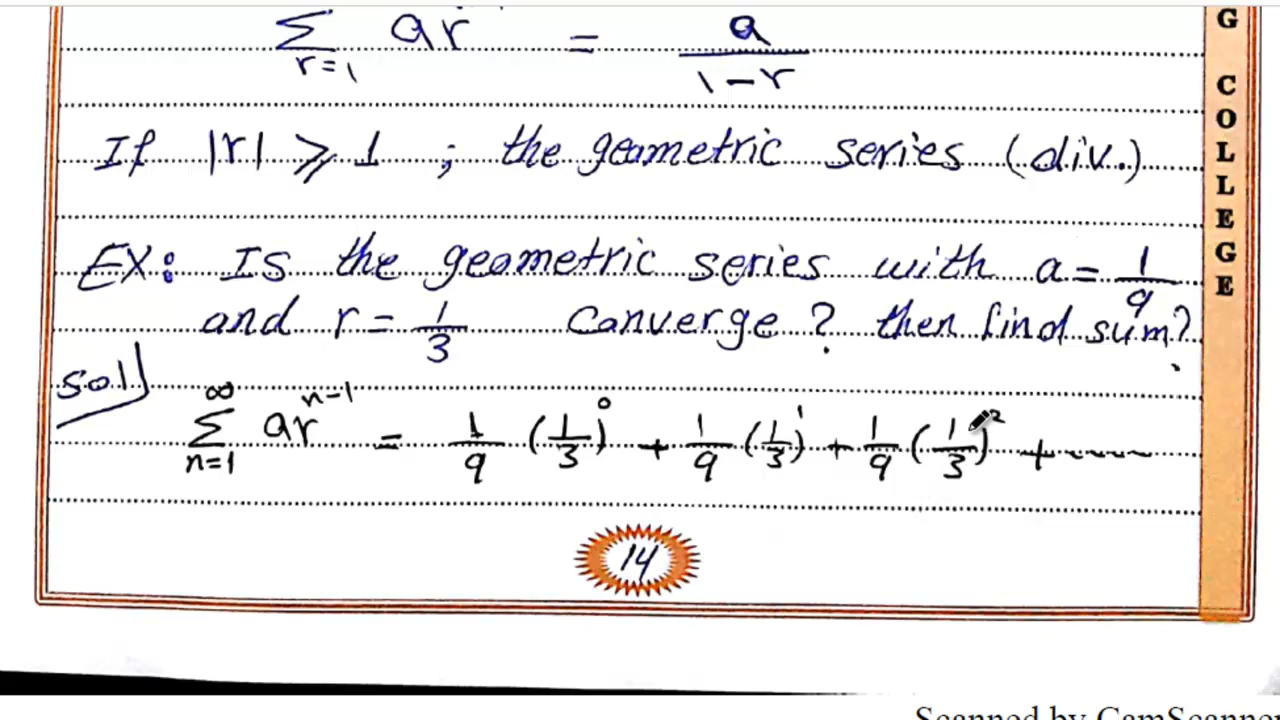 ∑ ar = a/(1-r)
r=1
If |r| ⩾ 1 ; the geometric series (div.)
EX: Is the geometric series with a = 1/9
and r = 1/3 converge ? then find sum?
sol
∞
∑ ar^(n-1) = 1/9 (1/3)^0 + 1/9 (1/3)^1 + 1/9 (1/3)^2 + ------
n=1
14
G COLLEGE
Scanned by CamScanner